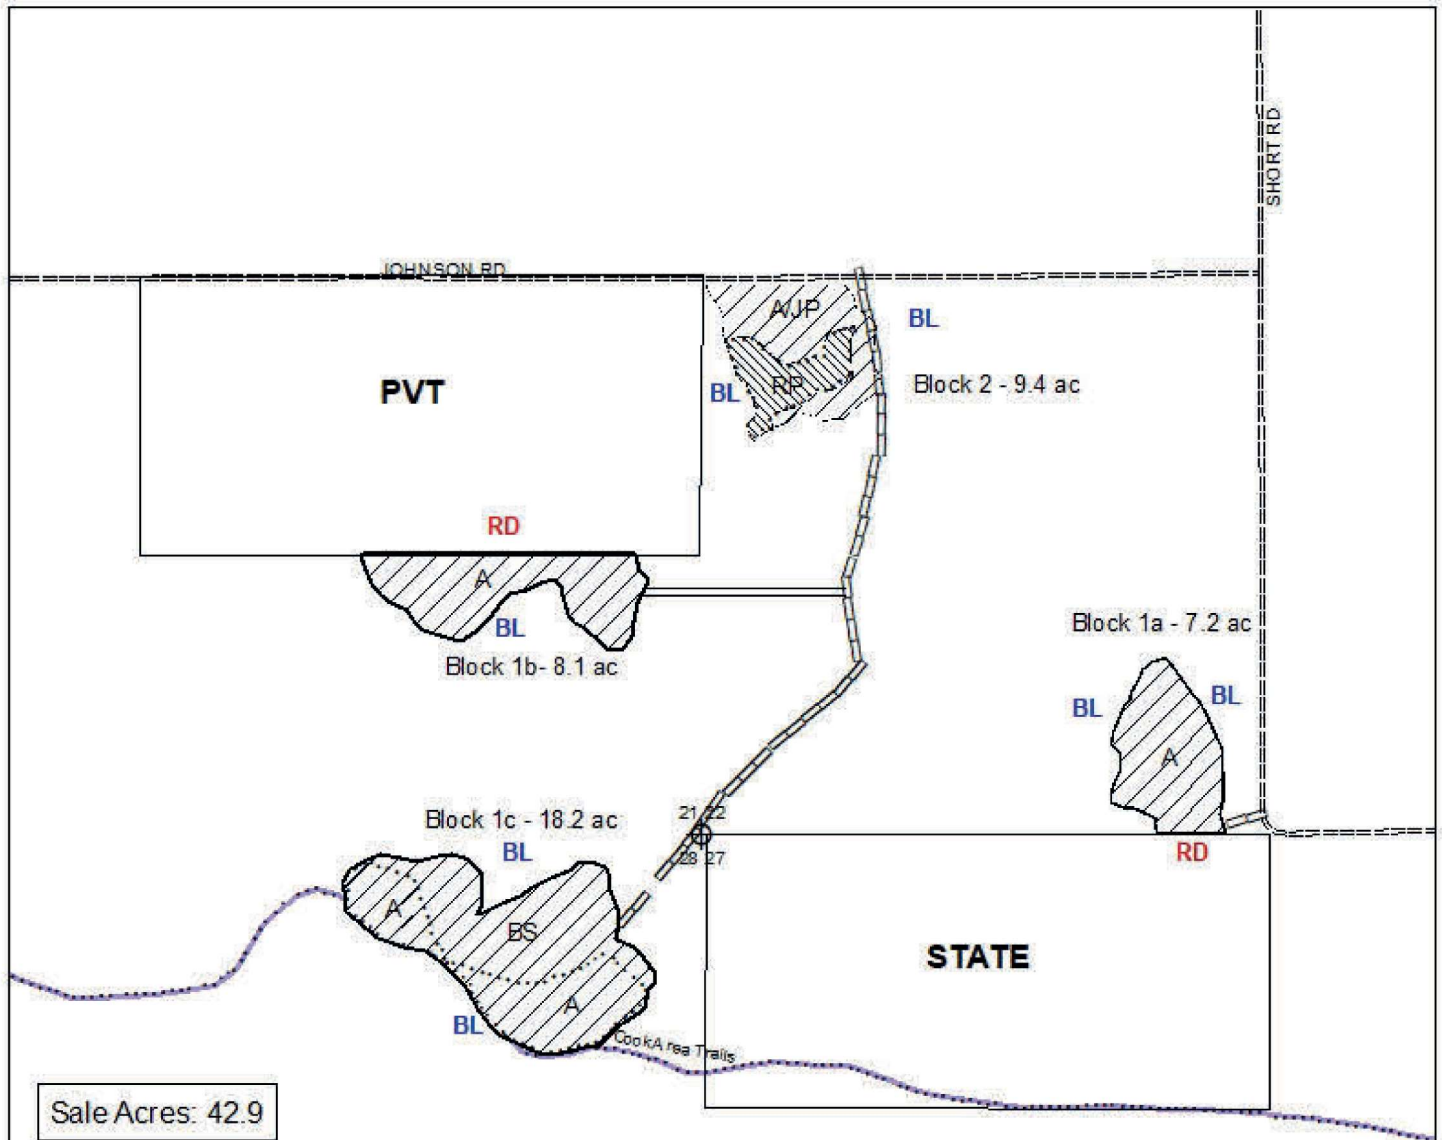 SHORT RD
JOHNSON RD
A/JP
BL
PVT
BL
RP
Block 2 - 9.4 ac
RD
A
BL
Block 1b- 8.1 ac
Block 1a - 7.2 ac
BL
BL
A
RD
21 22
28 27
Block 1c - 18.2 ac
BL
A
BS
A
BL
STATE
Cook Area Trails
Sale Acres: 42.9